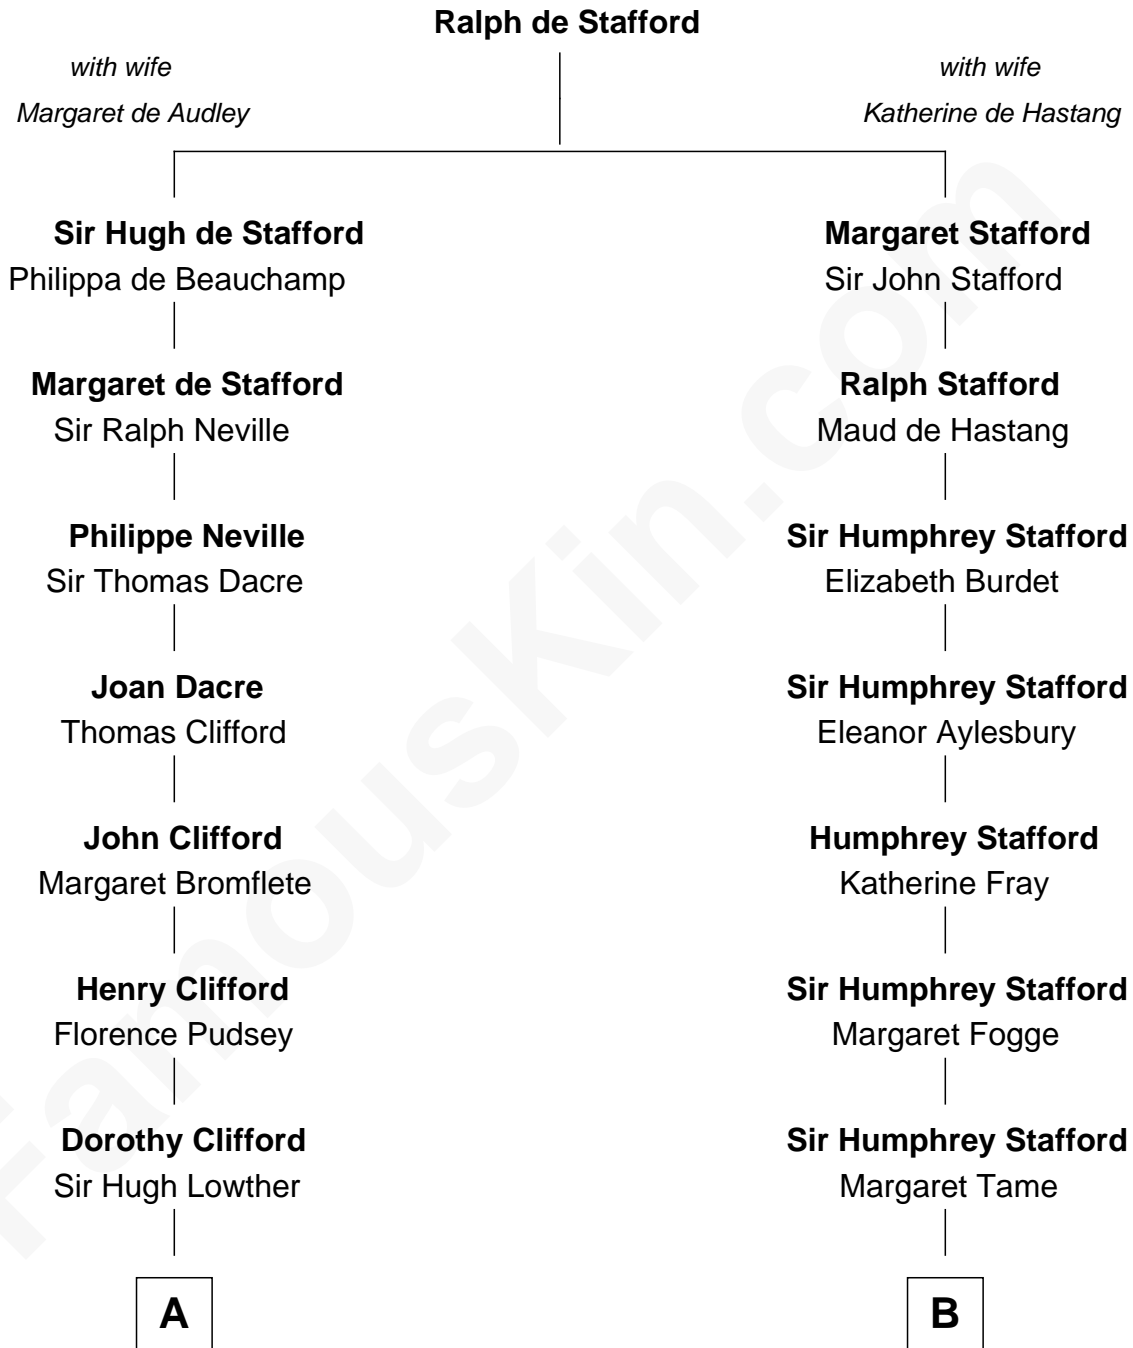 Ralph de Stafford
with wife
Margaret de Audley
with wife
Katherine de Hastang
Sir Hugh de Stafford
Philippa de Beauchamp
Margaret Stafford
Sir John Stafford
Margaret de Stafford
Sir Ralph Neville
Ralph Stafford
Maud de Hastang
Philippe Neville
Sir Thomas Dacre
Sir Humphrey Stafford
Elizabeth Burdet
Joan Dacre
Thomas Clifford
Sir Humphrey Stafford
Eleanor Aylesbury
John Clifford
Margaret Bromflete
Humphrey Stafford
Katherine Fray
Henry Clifford
Florence Pudsey
Sir Humphrey Stafford
Margaret Fogge
Dorothy Clifford
Sir Hugh Lowther
Sir Humphrey Stafford
Margaret Tame
A
B
FamousKin.com